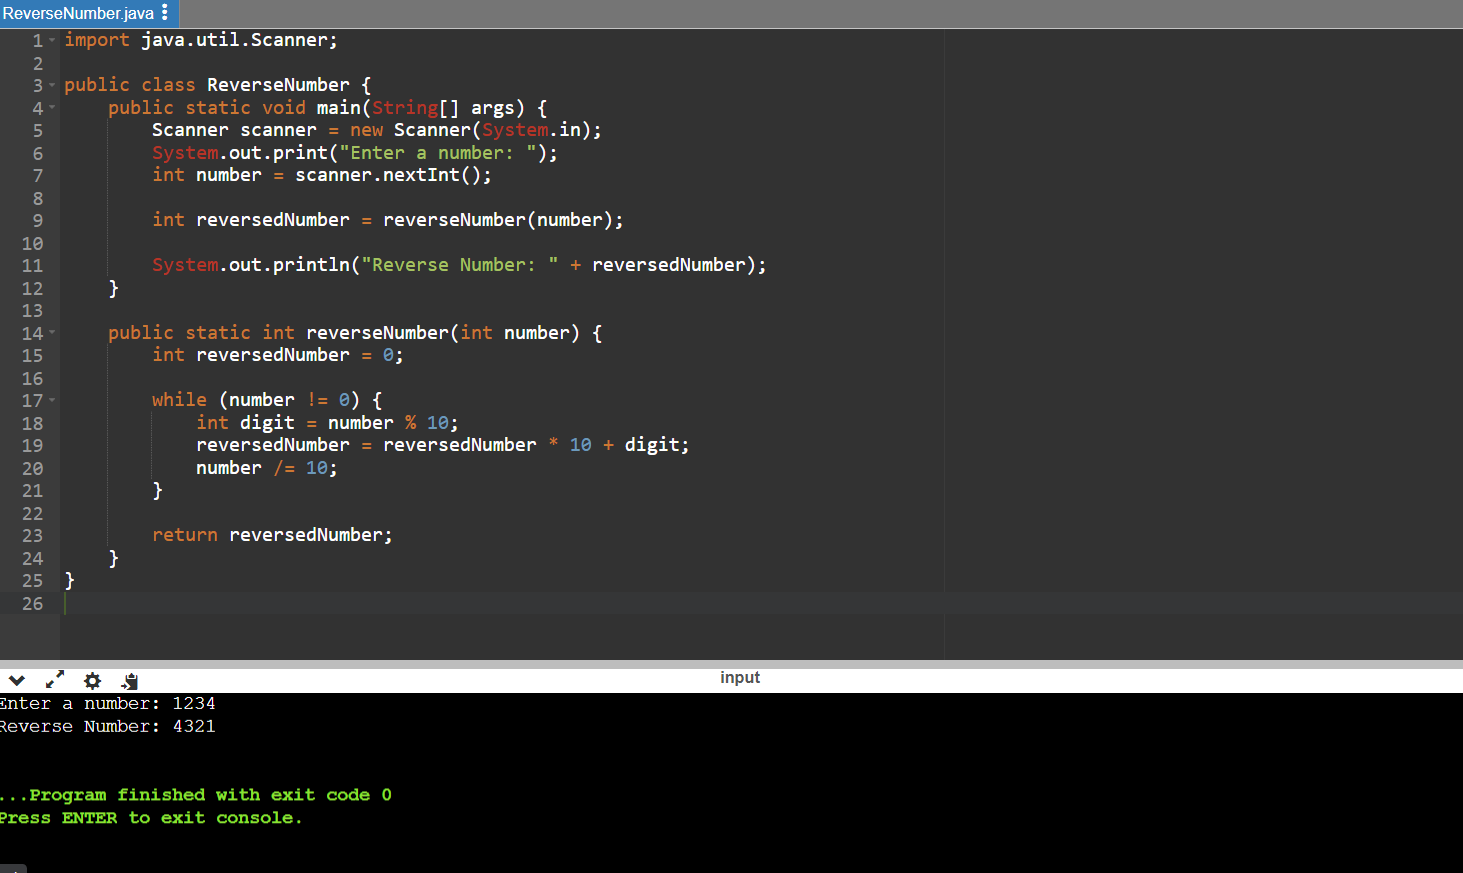 ReverseNumber.java
1 import java.util.Scanner;
2
3 public class ReverseNumber {
4     public static void main(String[] args) {
5         Scanner scanner = new Scanner(System.in);
6         System.out.print("Enter a number: ");
7         int number = scanner.nextInt();
8
9         int reversedNumber = reverseNumber(number);
10
11         System.out.println("Reverse Number: " + reversedNumber);
12     }
13
14     public static int reverseNumber(int number) {
15         int reversedNumber = 0;
16
17         while (number != 0) {
18             int digit = number % 10;
19             reversedNumber = reversedNumber * 10 + digit;
20             number /= 10;
21         }
22
23         return reversedNumber;
24     }
25 }
26
input
Enter a number: 1234
Reverse Number: 4321
...Program finished with exit code 0
Press ENTER to exit console.